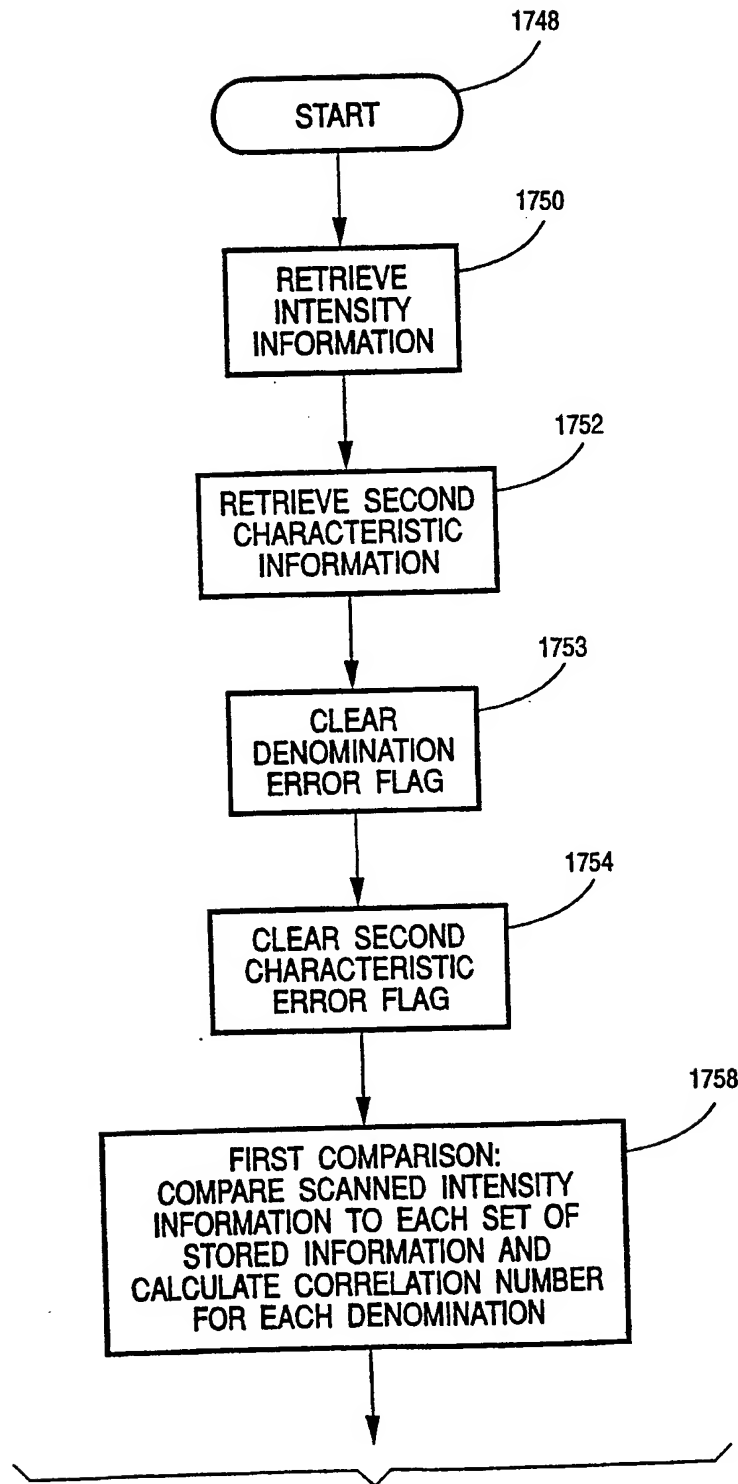 1748
START
1750
RETRIEVE
INTENSITY
INFORMATION
1752
RETRIEVE SECOND
CHARACTERISTIC
INFORMATION
1753
CLEAR
DENOMINATION
ERROR FLAG
1754
CLEAR SECOND
CHARACTERISTIC
ERROR FLAG
1758
FIRST COMPARISON:
COMPARE SCANNED INTENSITY
INFORMATION TO EACH SET OF
STORED INFORMATION AND
CALCULATE CORRELATION NUMBER
FOR EACH DENOMINATION